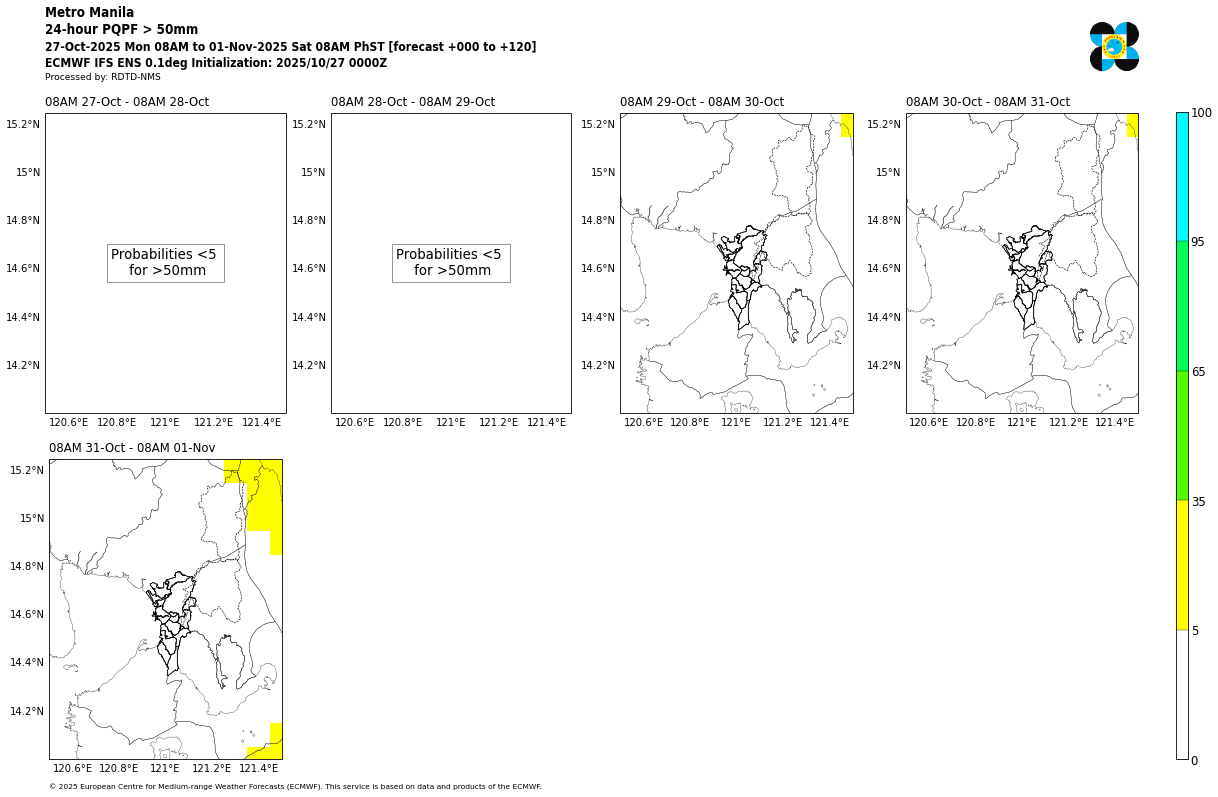 Metro Manila
24-hour PQPF > 50mm
27-Oct-2025 Mon 08AM to 01-Nov-2025 Sat 08AM PhST [forecast +000 to +120]
ECMWF IFS ENS 0.1deg Initialization: 2025/10/27 0000Z
Processed by: RDTD-NMS
08AM 27-Oct - 08AM 28-Oct
08AM 28-Oct - 08AM 29-Oct
08AM 29-Oct - 08AM 30-Oct
08AM 30-Oct - 08AM 31-Oct
15.2°N
15°N
14.8°N
14.6°N
14.4°N
14.2°N
Probabilities <5
for >50mm
120.6°E 120.8°E 121°E 121.2°E 121.4°E
15.2°N
15°N
14.8°N
14.6°N
14.4°N
14.2°N
Probabilities <5
for >50mm
120.6°E 120.8°E 121°E 121.2°E 121.4°E
15.2°N
15°N
14.8°N
14.6°N
14.4°N
14.2°N
120.6°E 120.8°E 121°E 121.2°E 121.4°E
15.2°N
15°N
14.8°N
14.6°N
14.4°N
14.2°N
120.6°E 120.8°E 121°E 121.2°E 121.4°E
100
95
65
35
5
0
08AM 31-Oct - 08AM 01-Nov
15.2°N
15°N
14.8°N
14.6°N
14.4°N
14.2°N
120.6°E 120.8°E 121°E 121.2°E 121.4°E
© 2025 European Centre for Medium-range Weather Forecasts (ECMWF). This service is based on data and products of the ECMWF.